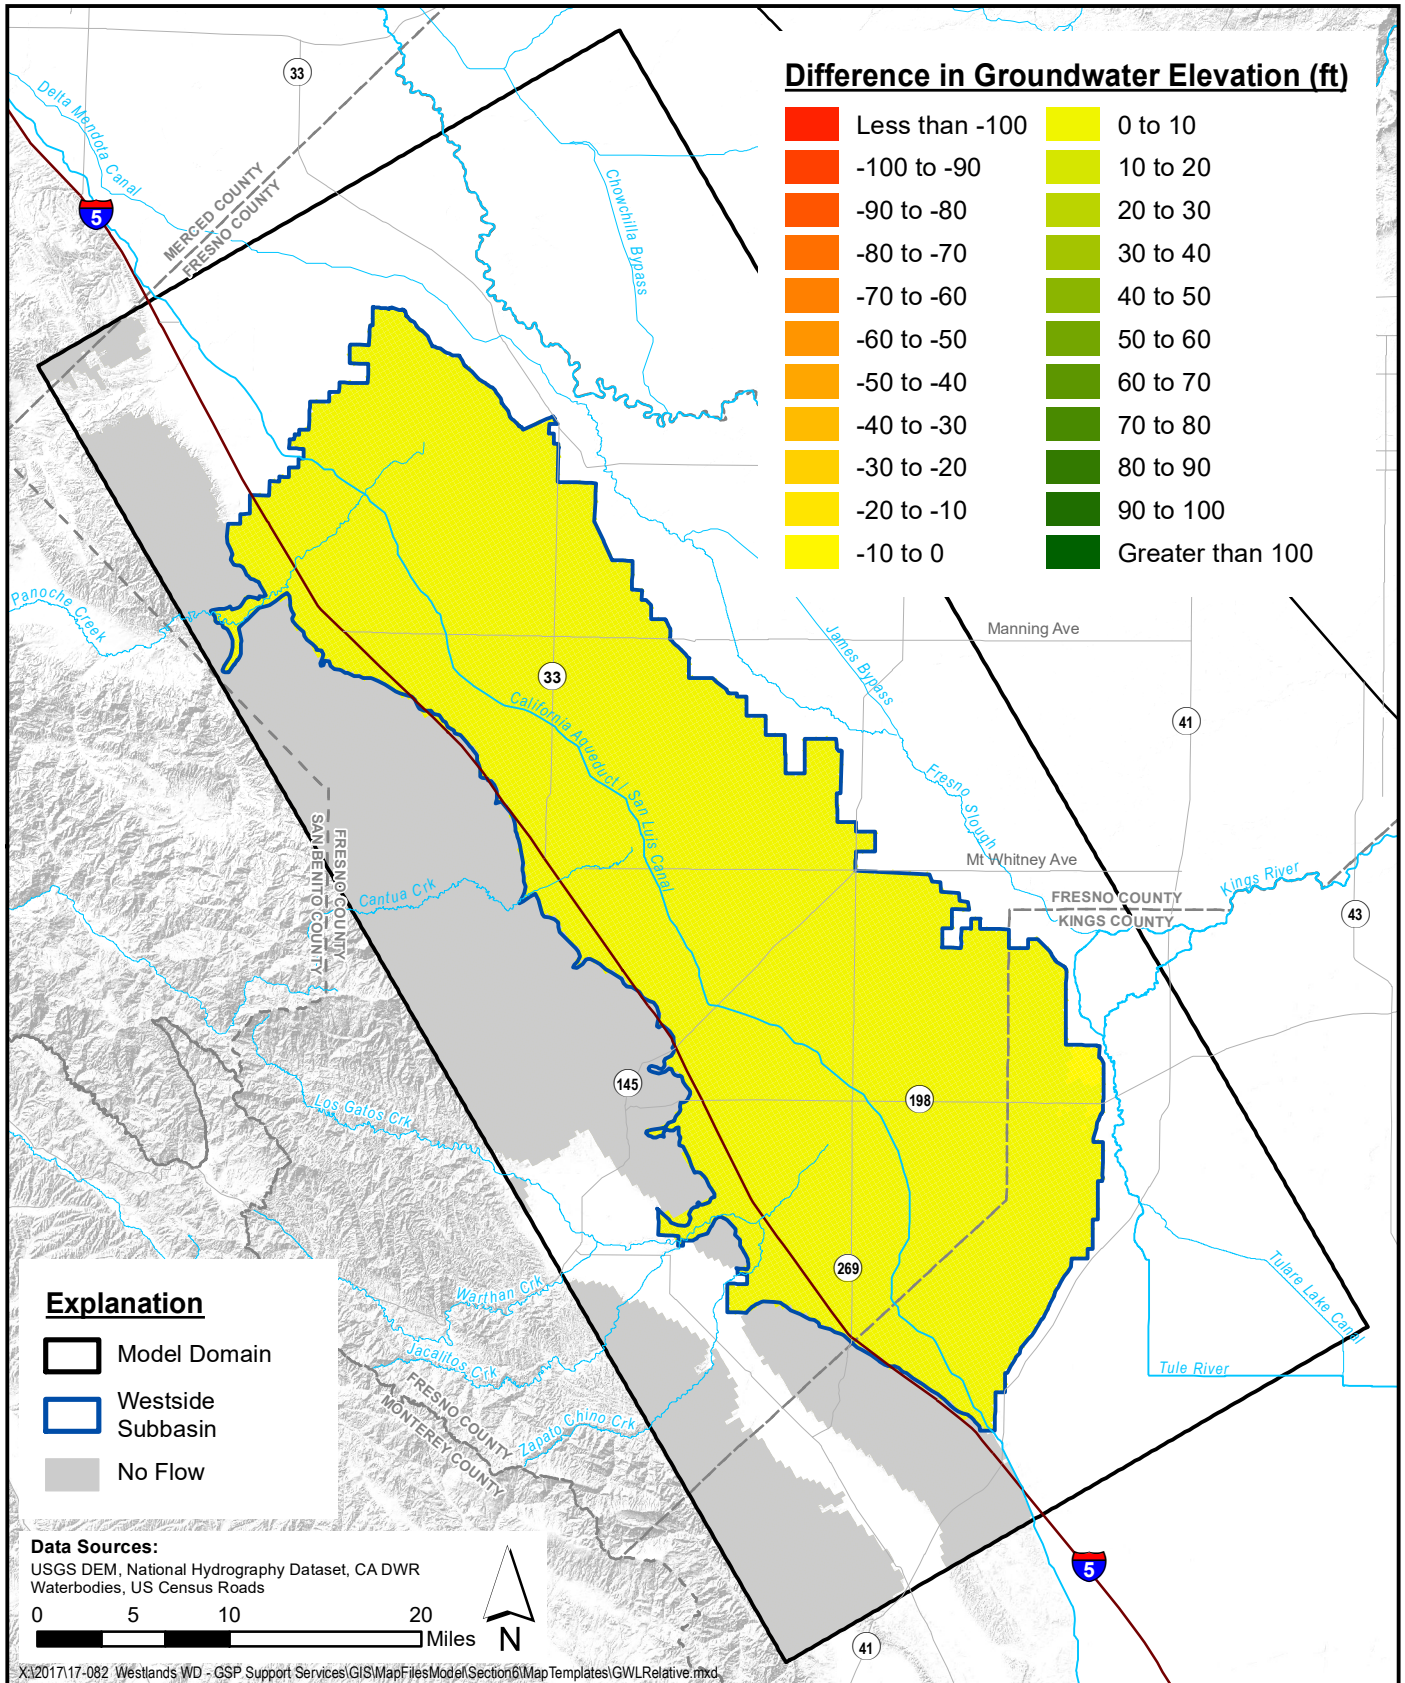 Difference in Groundwater Elevation (ft)
Less than -100
-100 to -90
-90 to -80
-80 to -70
-70 to -60
-60 to -50
-50 to -40
-40 to -30
-30 to -20
-20 to -10
-10 to 0
0 to 10
10 to 20
20 to 30
30 to 40
40 to 50
50 to 60
60 to 70
70 to 80
80 to 90
90 to 100
Greater than 100
33
Delta Mendota Canal
5
MERCED COUNTY
FRESNO COUNTY
Chowchilla Bypass
Panoche Creek
James Bypass
Manning Ave
33
41
California Aqueduct / San Luis Canal
Fresno Slough
SAN BENITO COUNTY
FRESNO COUNTY
Mt Whitney Ave
Kings River
Cantua Crk
FRESNO COUNTY
KINGS COUNTY
43
145
198
Los Gatos Crk
269
Tulare Lake Canal
Warthan Crk
Jacalitos Crk
Tule River
FRESNO COUNTY
MONTEREY COUNTY
Zapato Chino Crk
5
41
Explanation
Model Domain
Westside
Subbasin
No Flow
Data Sources:
USGS DEM, National Hydrography Dataset, CA DWR
Waterbodies, US Census Roads
0 5 10 20
Miles
N
X:\2017\17-082 Westlands WD - GSP Support Services\GIS\MapFilesModel\Section6\MapTemplates\GWLRelative.mxd